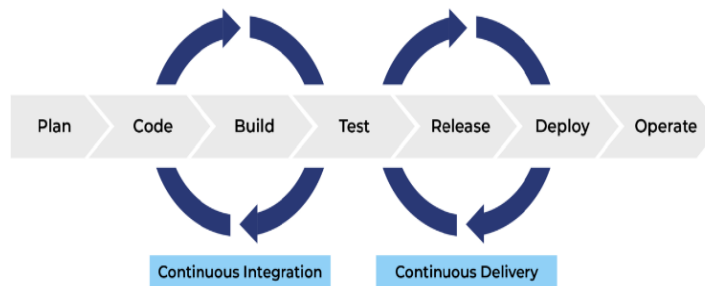 Plan Code Build Test Release Deploy Operate
Continuous Integration Continuous Delivery